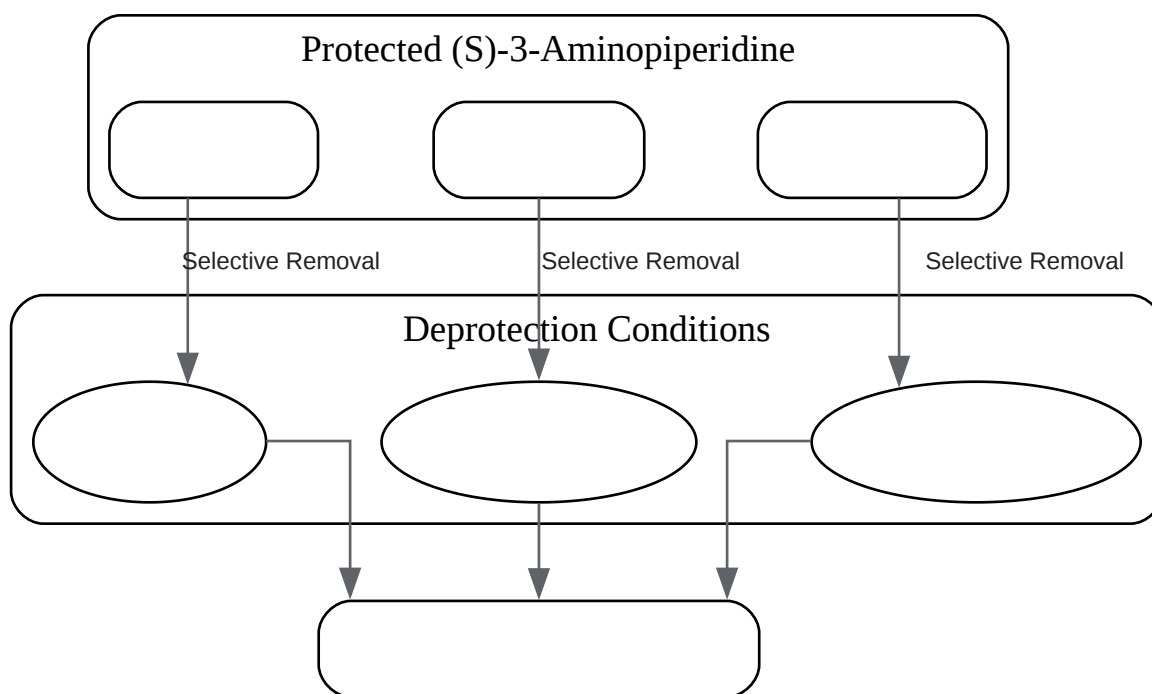 Protected (S)-3-Aminopiperidine
Selective Removal
Selective Removal
Selective Removal
Deprotection Conditions